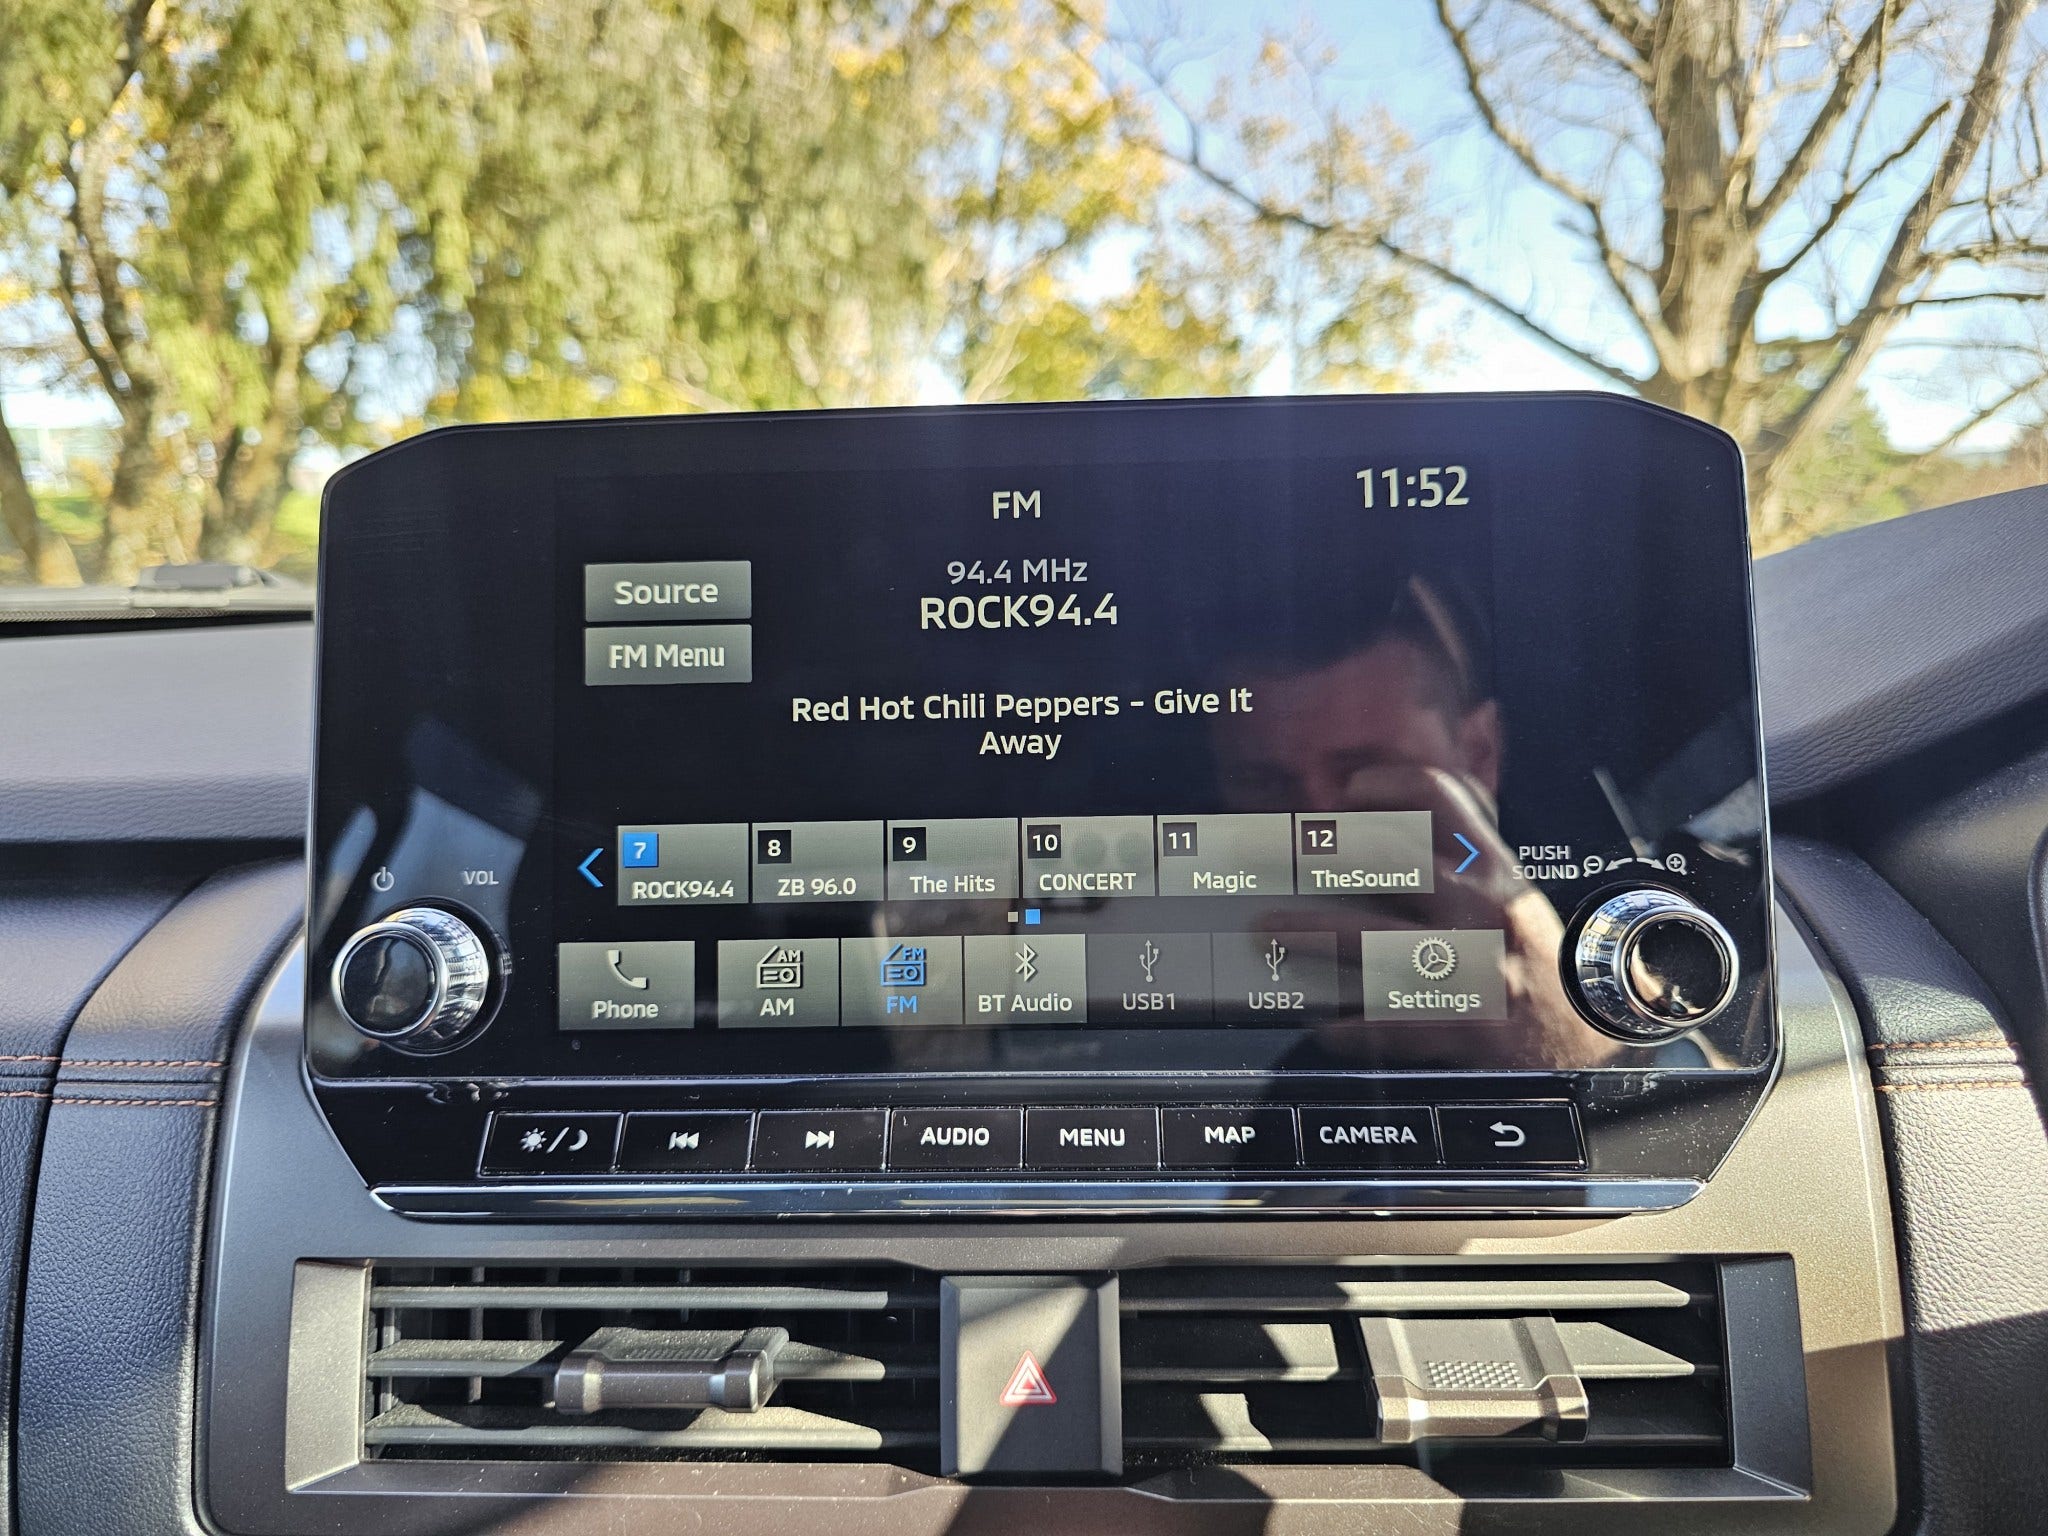 FM
11:52
94.4 MHz
ROCK94.4
Source
FM Menu
Red Hot Chili Peppers - Give It
Away
7 ROCK94.4
8 ZB 96.0
9 The Hits
10 CONCERT
11 Magic
12 TheSound
VOL
PUSH
SOUND
Phone
AM AM
FM FM
BT Audio
USB1
USB2
Settings
AUDIO
MENU
MAP
CAMERA